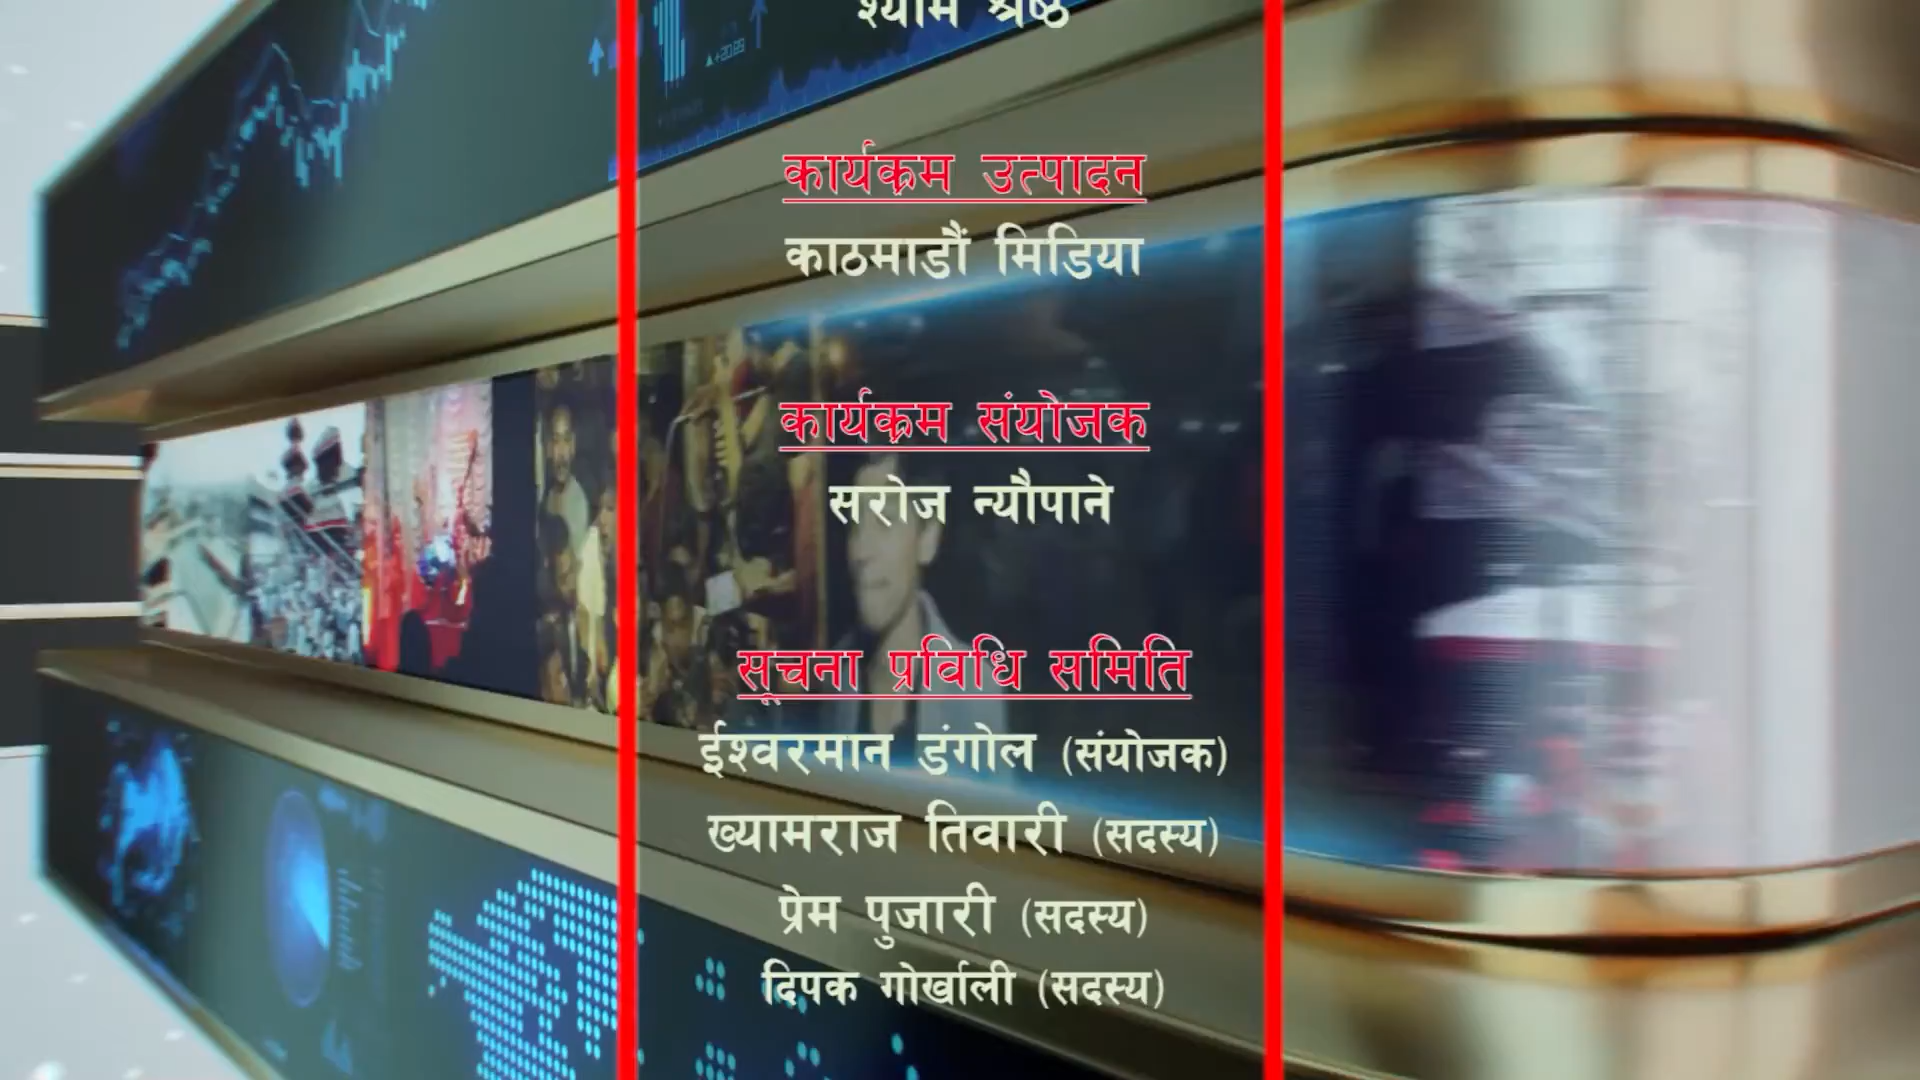 श्याम श्रेष्ठ
कार्यक्रम उत्पादन
काठमाडौं मिडिया
कार्यक्रम संयोजक
सरोज न्यौपाने
सूचना प्रविधि समिति
ईश्वरमान डंगोल (संयोजक)
ख्यामराज तिवारी (सदस्य)
प्रेम पुजारी (सदस्य)
दिपक गोर्खाली (सदस्य)